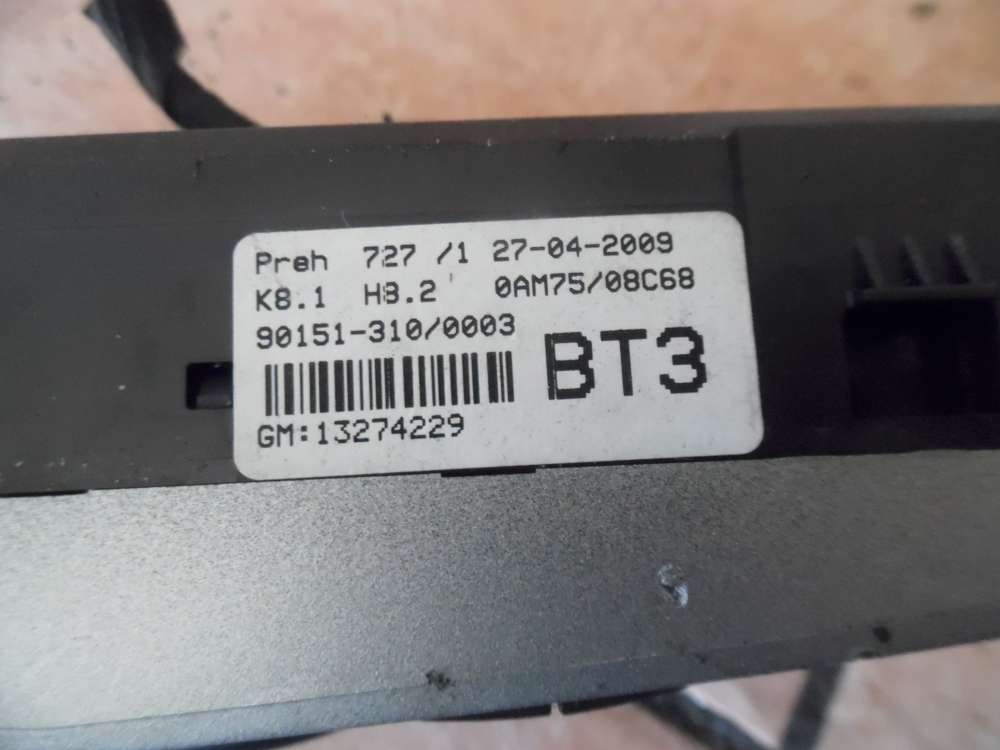 Preh 727 /1 27-04-2009
K8.1 H8.2 0AM75/08C68
90151-310/0003
BT3
GM:13274229